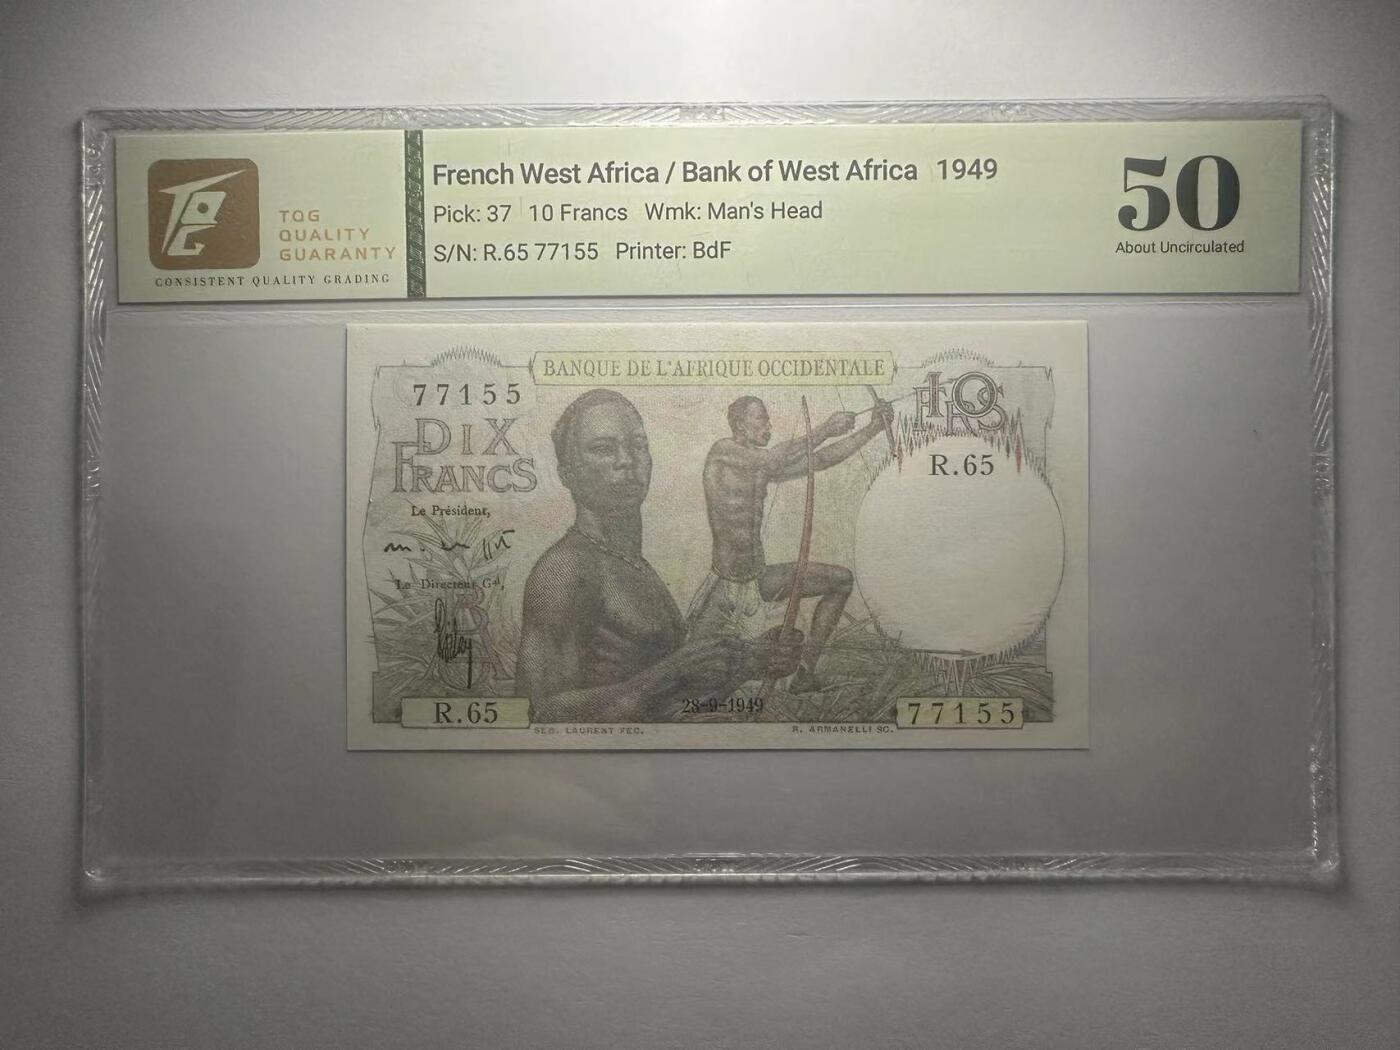 TQG
QUALITY
GUARANTY
CONSISTENT QUALITY GRADING
French West Africa / Bank of West Africa 1949
Pick: 37 10 Francs Wmk: Man's Head
S/N: R.65 77155 Printer: BdF
50
About Uncirculated
BANQUE DE L'AFRIQUE OCCIDENTALE
77155
DIX
FRANCS
10
FRS
R.65
Le Président,
Le Directeur Gal,
R.65
28-9-1949
77155
SEB. LAURENT FEC.
R. ARMANELLI SC.